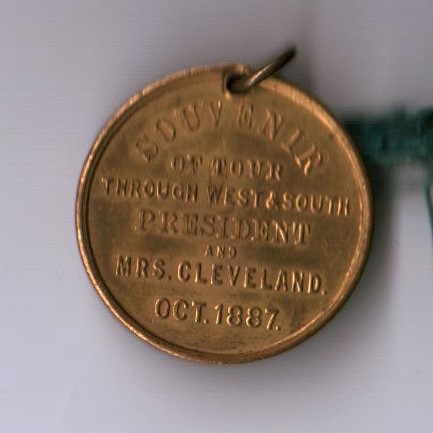 SOUVENIR
OF TOUR
THROUGH WEST & SOUTH
PRESIDENT
AND
MRS. CLEVELAND.
OCT. 1887.